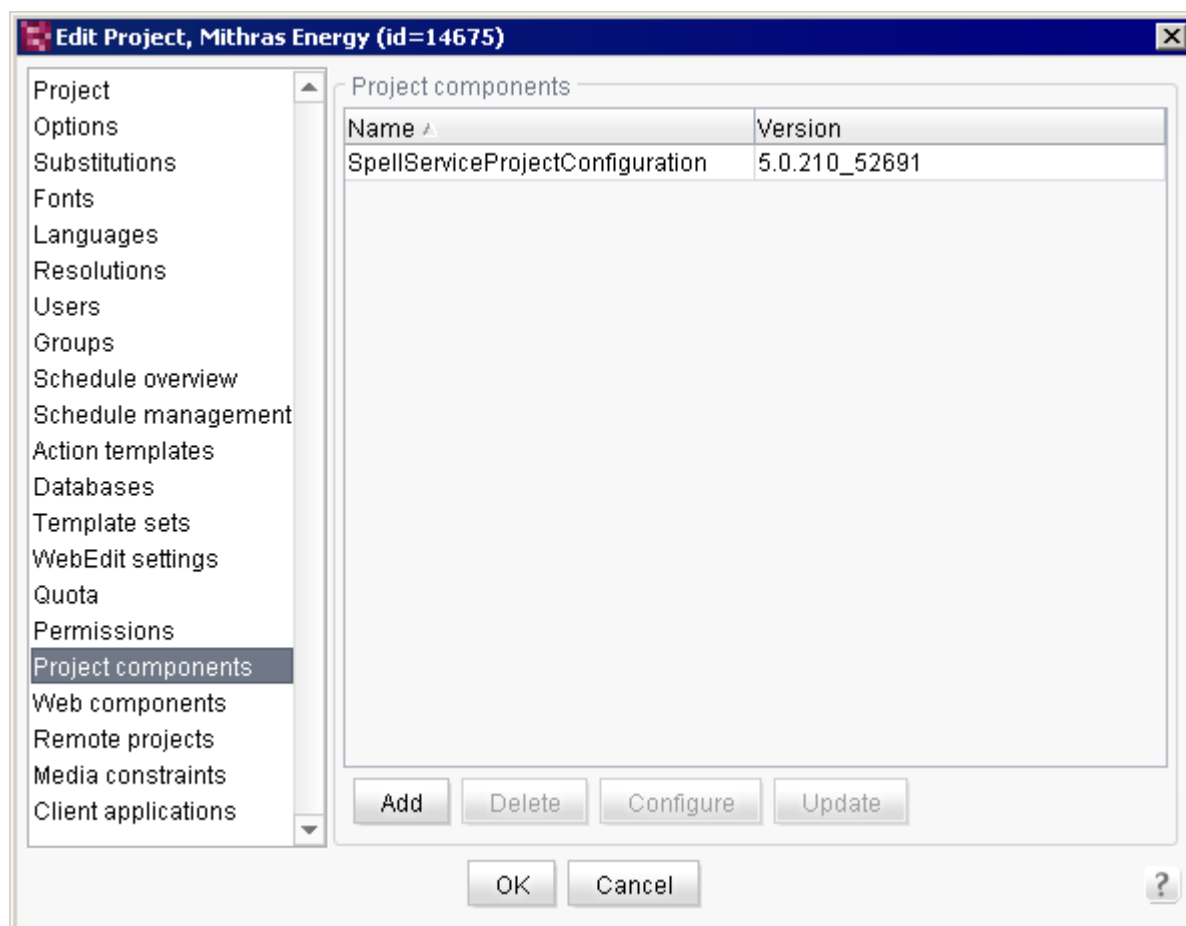 Edit Project, Mithras Energy (id=14675)
Project
Options
Substitutions
Fonts
Languages
Resolutions
Users
Groups
Schedule overview
Schedule management
Action templates
Databases
Template sets
WebEdit settings
Quota
Permissions
Project components
Web components
Remote projects
Media constraints
Client applications
Project components
Name Version
SpellServiceProjectConfiguration 5.0.210_52691
Add Delete Configure Update
OK Cancel ?